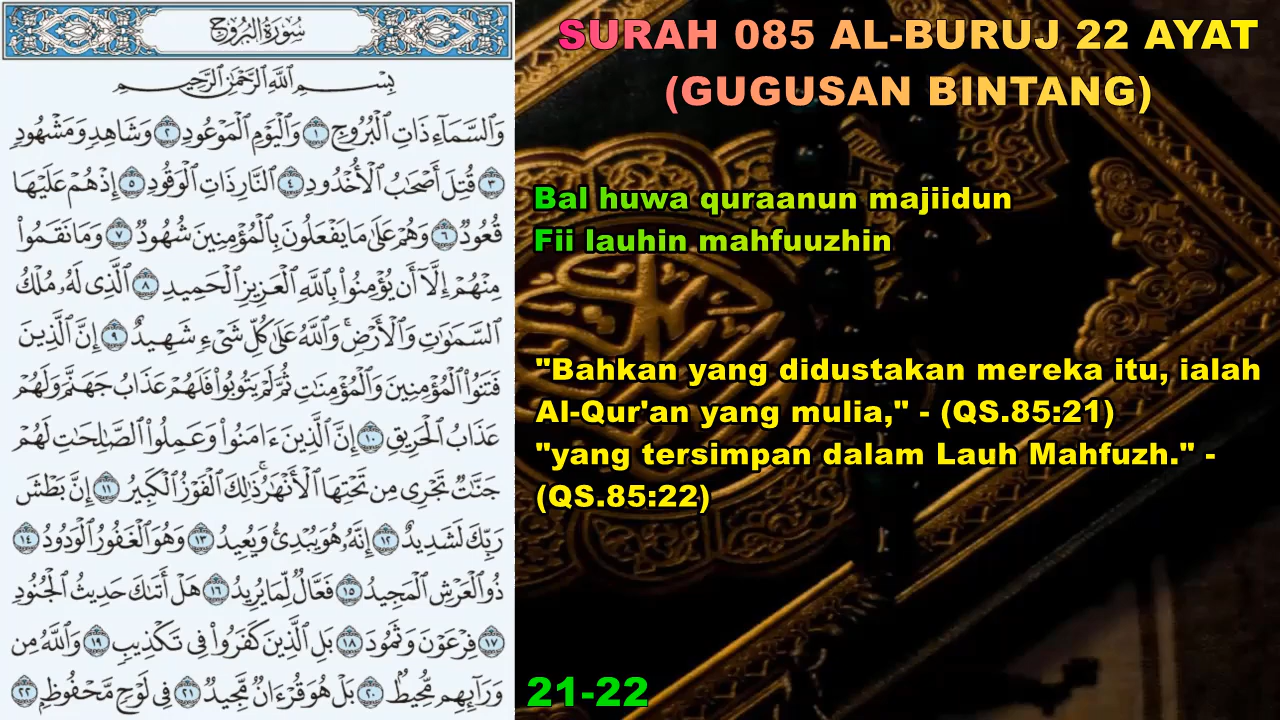 سُورَةُ الْبُرُوجِ
بِسْمِ اللَّهِ الرَّحْمَٰنِ الرَّحِيمِ
وَالسَّمَاءِ ذَاتِ الْبُرُوجِ ١ وَالْيَوْمِ الْمَوْعُودِ ٢ وَشَاهِدٍ وَمَشْهُودٍ
٣ قُتِلَ أَصْحَابُ الْأُخْدُودِ ٤ النَّارِ ذَاتِ الْوَقُودِ ٥ إِذْ هُمْ عَلَيْهَا
قُعُودٌ ٦ وَهُمْ عَلَىٰ مَا يَفْعَلُونَ بِالْمُؤْمِنِينَ شُهُودٌ ٧ وَمَا نَقَمُوا
مِنْهُمْ إِلَّا أَن يُؤْمِنُوا بِاللَّهِ الْعَزِيزِ الْحَمِيدِ ٨ الَّذِي لَهُ مُلْكُ
السَّمَاوَاتِ وَالْأَرْضِ ۚ وَاللَّهُ عَلَىٰ كُلِّ شَيْءٍ شَهِيدٌ ٩ إِنَّ الَّذِينَ
فَتَنُوا الْمُؤْمِنِينَ وَالْمُؤْمِنَاتِ ثُمَّ لَمْ يَتُوبُوا فَلَهُمْ عَذَابُ جَهَنَّمَ وَلَهُمْ
عَذَابُ الْحَرِيقِ ١٠ إِنَّ الَّذِينَ ءَامَنُوا وَعَمِلُوا الصَّالِحَاتِ لَهُمْ
جَنَّاتٌ تَجْرِي مِن تَحْتِهَا الْأَنْهَارُ ۚ ذَٰلِكَ الْفَوْزُ الْكَبِيرُ ١١ إِنَّ بَطْشَ
رَبِّكَ لَشَدِيدٌ ١٢ إِنَّهُ هُوَ يُبْدِئُ وَيُعِيدُ ١٣ وَهُوَ الْغَفُورُ الْوَدُودُ ١٤
ذُو الْعَرْشِ الْمَجِيدُ ١٥ فَعَّالٌ لِّمَا يُرِيدُ ١٦ هَلْ أَتَىٰكَ حَدِيثُ الْجُنُودِ
١٧ فِرْعَوْنَ وَثَمُودَ ١٨ بَلِ الَّذِينَ كَفَرُوا فِي تَكْذِيبٍ ١٩ وَاللَّهُ مِن
وَرَائِهِم مُّحِيطٌ ٢٠ بَلْ هُوَ قُرْءَانٌ مَّجِيدٌ ٢١ فِي لَوْحٍ مَّحْفُوظٍ ٢٢
SURAH 085 AL-BURUJ 22 AYAT
(GUGUSAN BINTANG)
Bal huwa quraanun majiidun
Fii lauhin mahfuuzhin
"Bahkan yang didustakan mereka itu, ialah
Al-Qur'an yang mulia," - (QS.85:21)
"yang tersimpan dalam Lauh Mahfuzh." -
(QS.85:22)
21-22